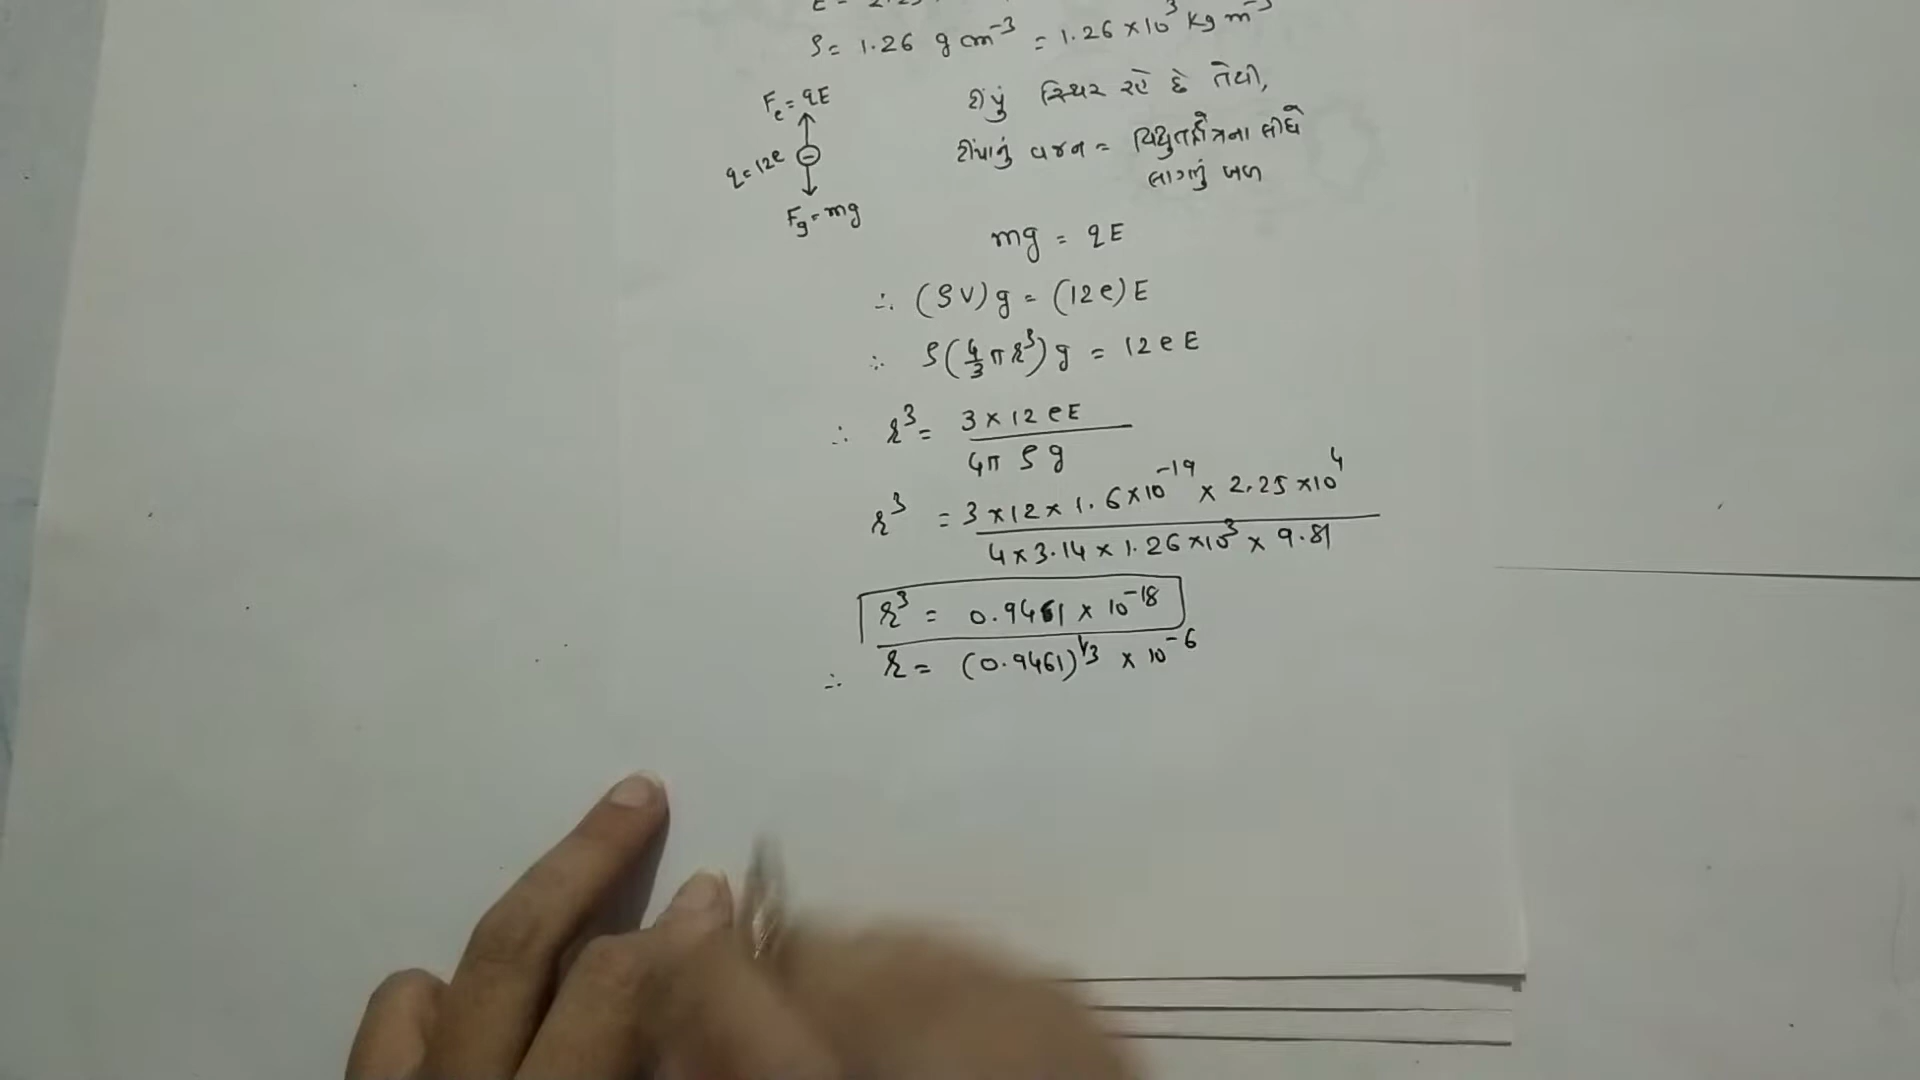 ρ = 1.26 g cm⁻³ = 1.26 × 10³ kg m⁻³
Fe = qE
q = 12e
Fg = mg
ટીપું સ્થિર રહે છે તેથી,
ટીપાનું વજન = વિદ્યુતક્ષેત્રના લીધે
લાગતું બળ
mg = qE
∴ (ρV)g = (12e)E
∴ ρ(4/3 πr³)g = 12eE
∴ r³ = 3 × 12 eE / 4π ρ g
r³ = 3 × 12 × 1.6 × 10⁻¹⁹ × 2.25 × 10⁴ / 4 × 3.14 × 1.26 × 10³ × 9.81
r³ = 0.9461 × 10⁻¹⁸
∴ r = (0.9461)^1/3 × 10⁻⁶